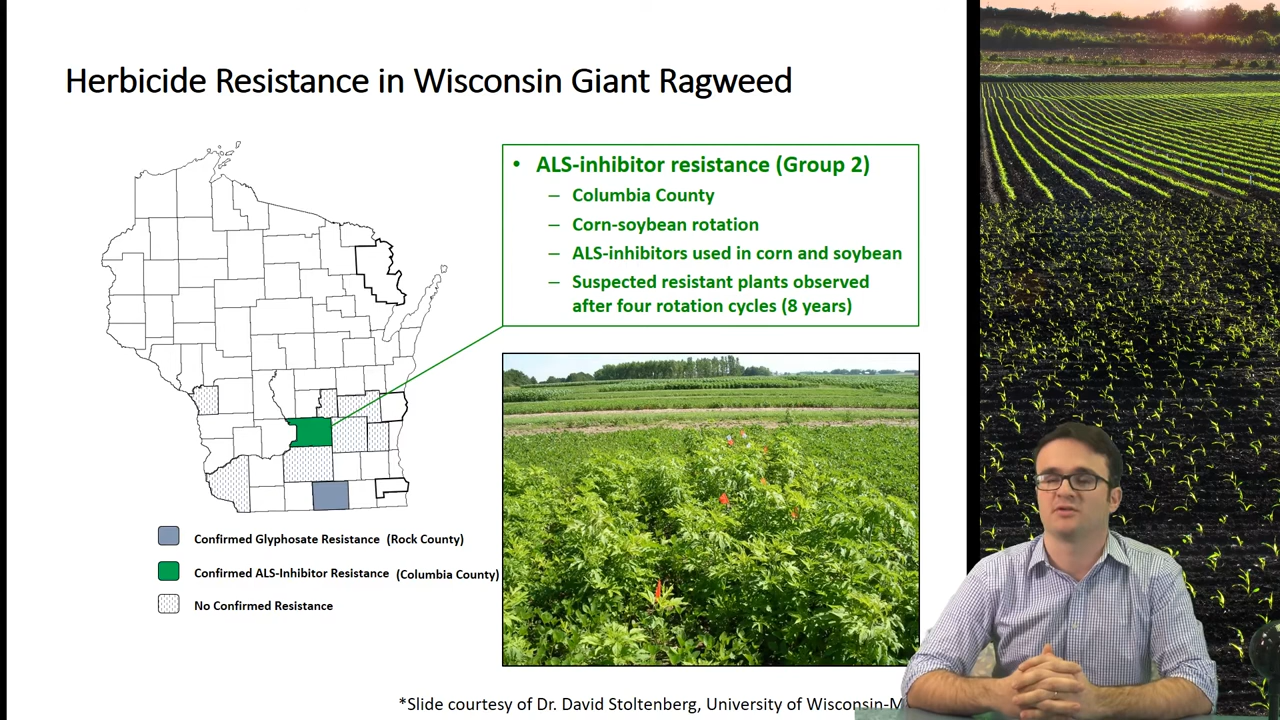 Herbicide Resistance in Wisconsin Giant Ragweed
• ALS-inhibitor resistance (Group 2)
– Columbia County
– Corn-soybean rotation
– ALS-inhibitors used in corn and soybean
– Suspected resistant plants observed
after four rotation cycles (8 years)
Confirmed Glyphosate Resistance (Rock County)
Confirmed ALS-Inhibitor Resistance (Columbia County)
No Confirmed Resistance
*Slide courtesy of Dr. David Stoltenberg, University of Wisconsin-M